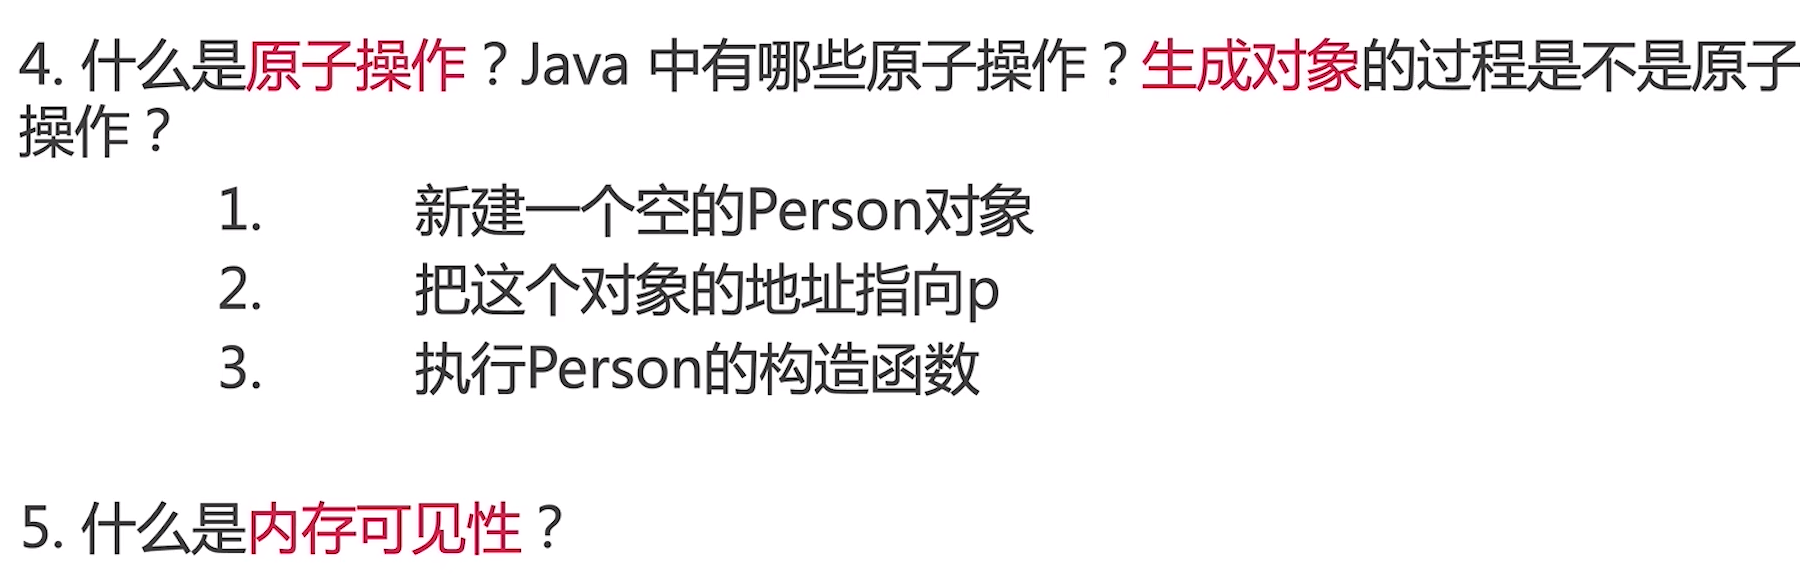 4. 什么是原子操作？Java 中有哪些原子操作？生成对象的过程是不是原子
操作？
1. 新建一个空的Person对象
2. 把这个对象的地址指向p
3. 执行Person的构造函数
5. 什么是内存可见性？